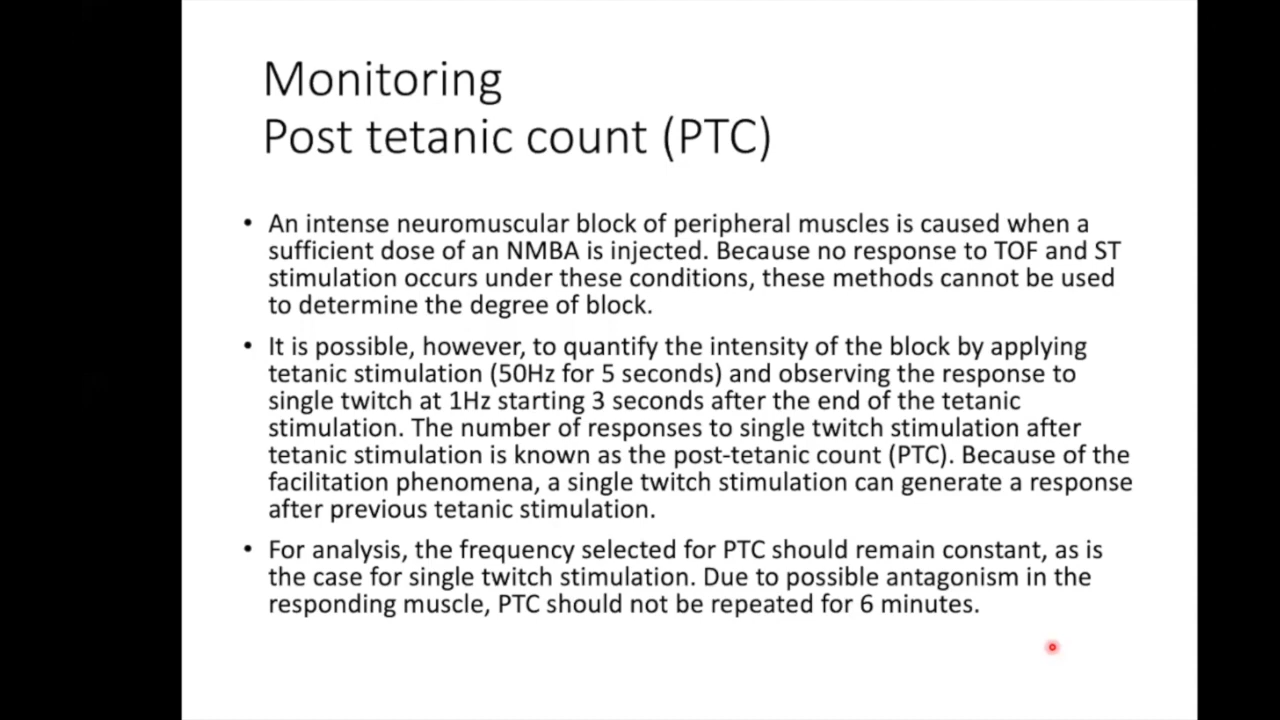 Monitoring
Post tetanic count (PTC)
• An intense neuromuscular block of peripheral muscles is caused when a
sufficient dose of an NMBA is injected. Because no response to TOF and ST
stimulation occurs under these conditions, these methods cannot be used
to determine the degree of block.
• It is possible, however, to quantify the intensity of the block by applying
tetanic stimulation (50Hz for 5 seconds) and observing the response to
single twitch at 1Hz starting 3 seconds after the end of the tetanic
stimulation. The number of responses to single twitch stimulation after
tetanic stimulation is known as the post-tetanic count (PTC). Because of the
facilitation phenomena, a single twitch stimulation can generate a response
after previous tetanic stimulation.
• For analysis, the frequency selected for PTC should remain constant, as is
the case for single twitch stimulation. Due to possible antagonism in the
responding muscle, PTC should not be repeated for 6 minutes.